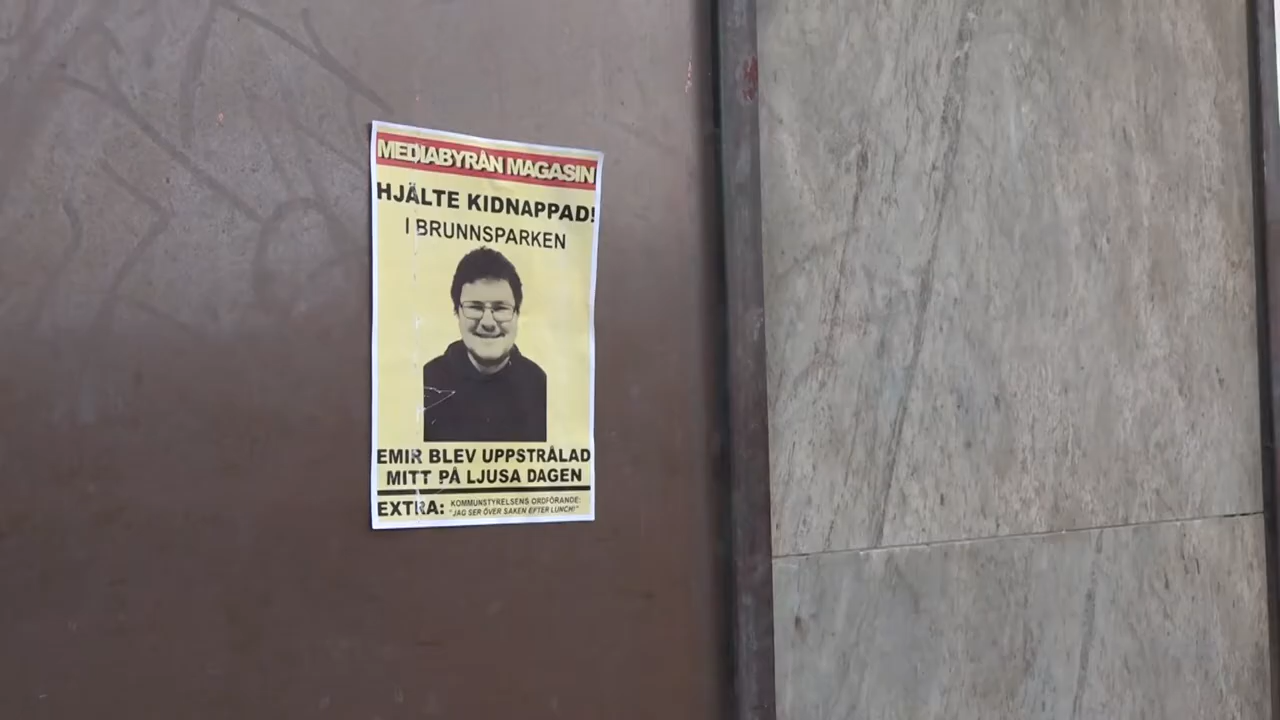 MEDIABYRÅN MAGASIN
HJÄLTE KIDNAPPAD!
I BRUNNSPARKEN
EMIR BLEV UPPSTRÅLAD
MITT PÅ LJUSA DAGEN
EXTRA: KOMMUNSTYRELSENS ORDFÖRANDE:
"JAG SER ÖVER SAKEN EFTER LUNCH!"